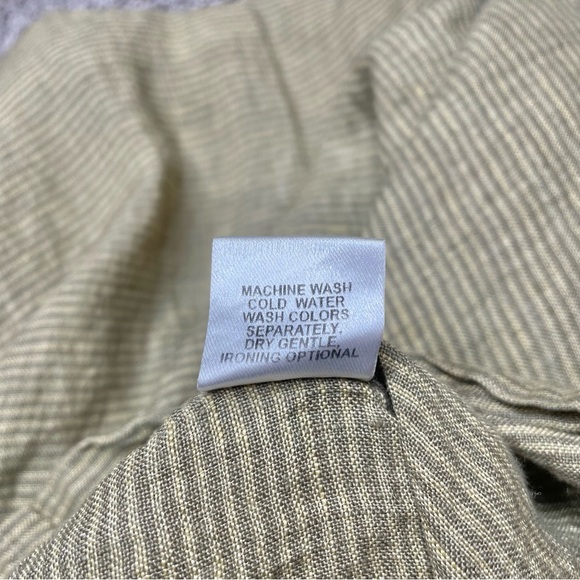 MACHINE WASH
COLD WATER
WASH COLORS
SEPARATELY,
DRY GENTLE,
IRONING OPTIONAL